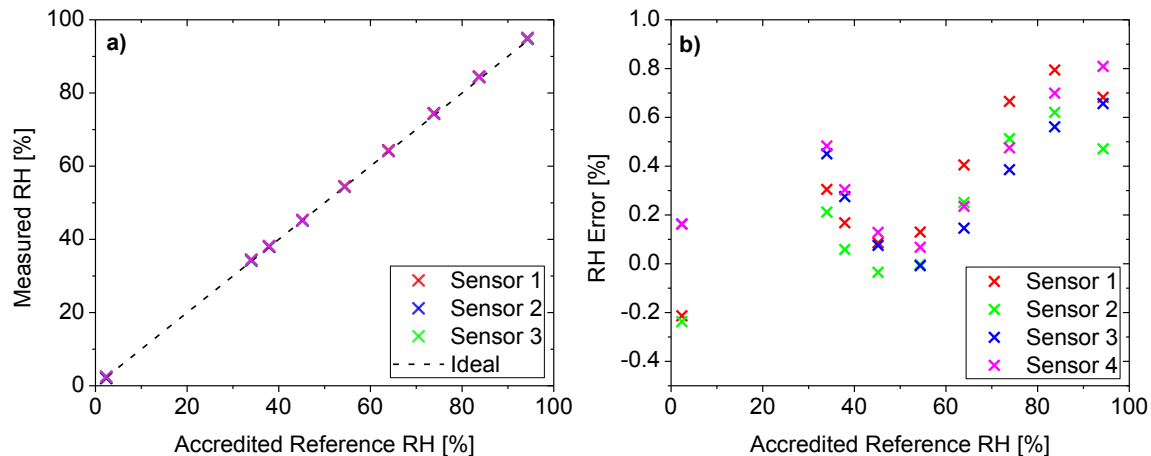 a)
Measured RH [%]
100
80
60
40
20
0
0 20 40 60 80 100
Accredited Reference RH [%]
Sensor 1
Sensor 2
Sensor 3
Ideal
b)
RH Error [%]
1.0
0.8
0.6
0.4
0.2
0.0
-0.2
-0.4
0 20 40 60 80 100
Accredited Reference RH [%]
Sensor 1
Sensor 2
Sensor 3
Sensor 4